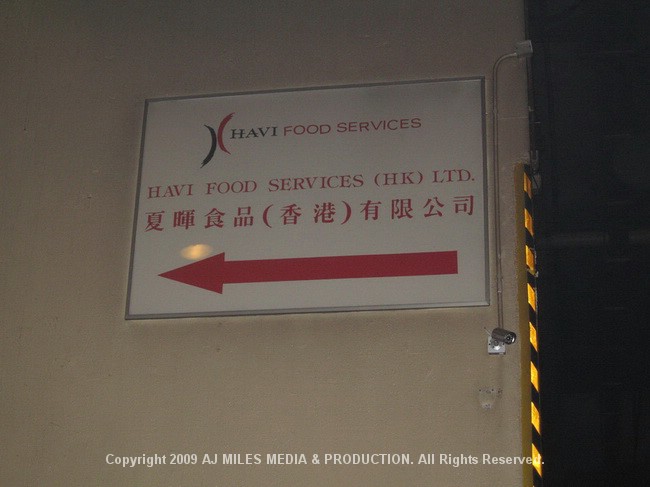 HAVI FOOD SERVICES
HAVI FOOD SERVICES (HK) LTD.
夏暉食品(香港)有限公司
Copyright 2009 AJ MILES MEDIA & PRODUCTION. All Rights Reserved.